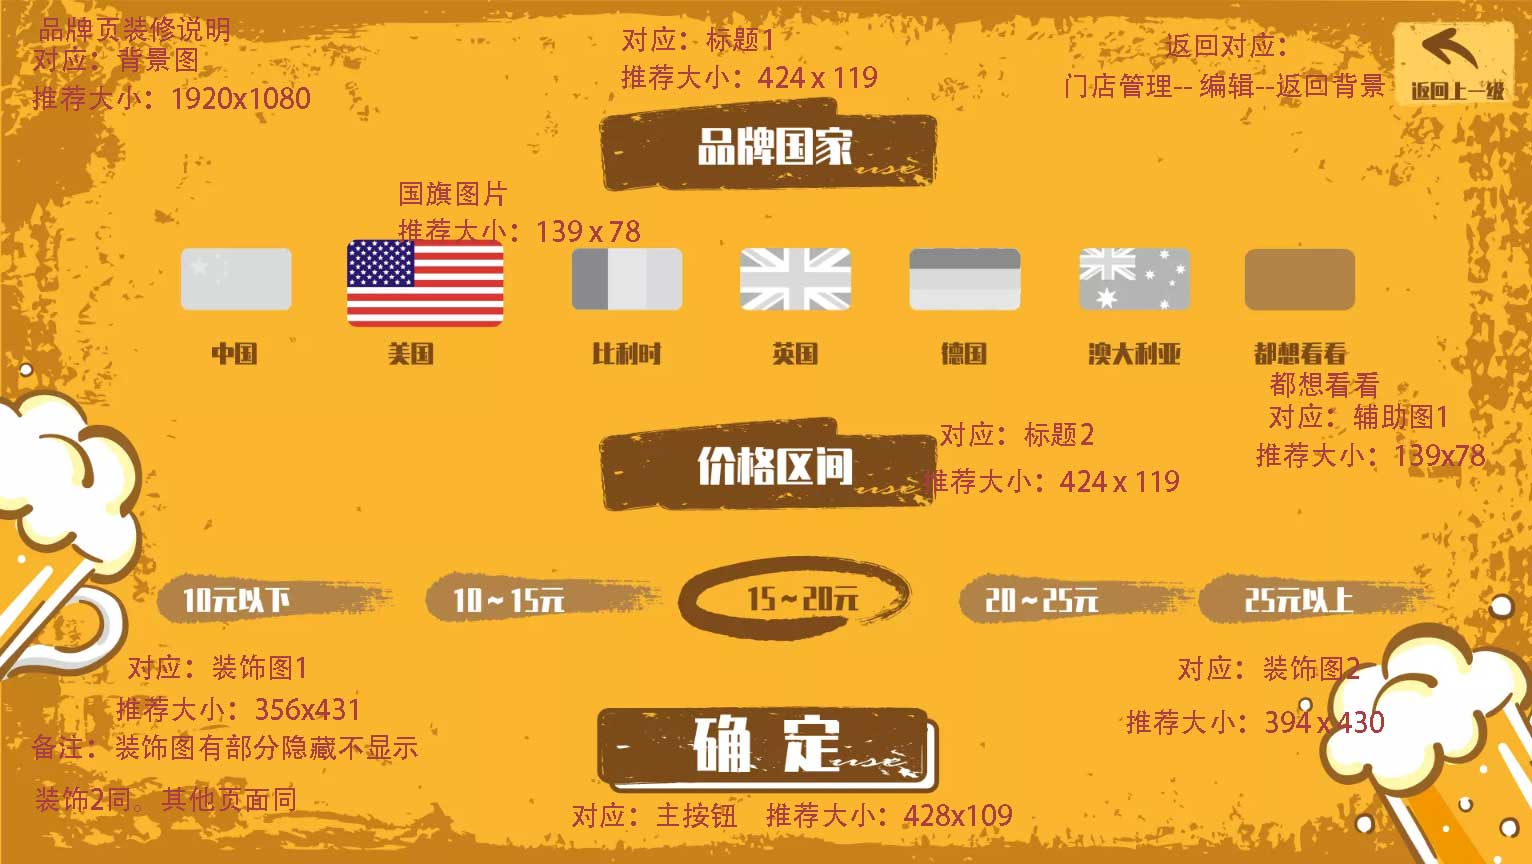 品牌页装修说明
对应：背景图
推荐大小：1920x1080
对应：标题1
推荐大小：424 x 119
返回对应：
门店管理-- 编辑--返回背景
返回上一级
品牌国家
use
国旗图片
推荐大小：139 x 78
中国
美国
比利时
英国
德国
澳大利亚
都想看看
都想看看
对应：辅助图1
推荐大小：139x78
价格区间
use
对应：标题2
推荐大小：424 x 119
10元以下
10~15元
15~20元
20~25元
25元以上
对应：装饰图1
推荐大小：356x431
备注：装饰图有部分隐藏不显示
装饰2同。其他页面同
对应：装饰图2
推荐大小：394 x 430
确 定
use
对应：主按钮 推荐大小：428x109